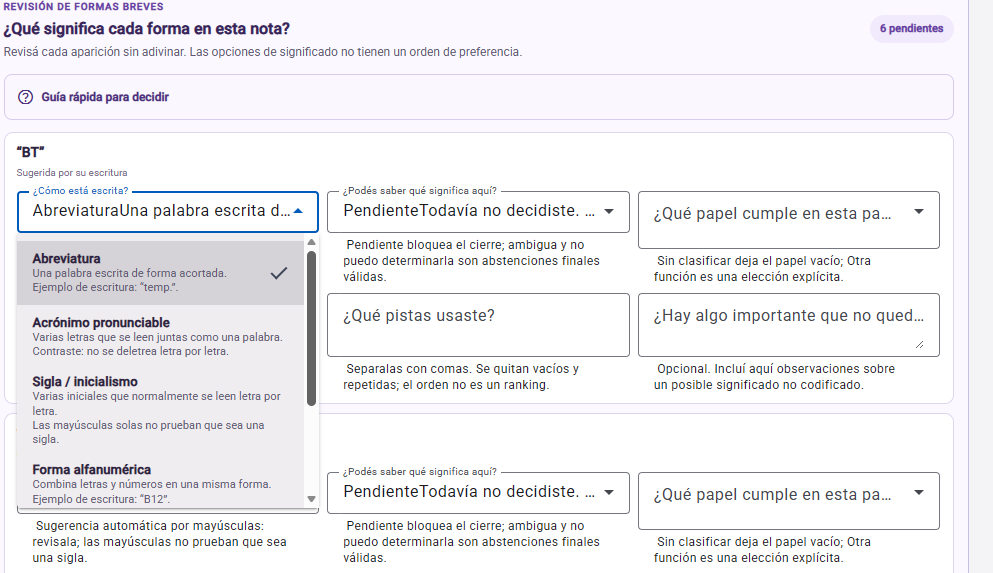 REVISIÓN DE FORMAS BREVES
¿Qué significa cada forma en esta nota?
6 pendientes
Revisá cada aparición sin adivinar. Las opciones de significado no tienen un orden de preferencia.
Guía rápida para decidir
“BT”
Sugerida por su escritura
¿Cómo está escrita?
AbreviaturaUna palabra escrita d...
¿Podés saber qué significa aquí?
PendienteTodavía no decidiste. ...
¿Qué papel cumple en esta pa...
Pendiente bloquea el cierre; ambigua y no
puedo determinarla son abstenciones finales
válidas.
Sin clasificar deja el papel vacío; Otra
función es una elección explícita.
Abreviatura
Una palabra escrita de forma acortada.
Ejemplo de escritura: “temp.”.
Acrónimo pronunciable
Varias letras que se leen juntas como una palabra.
Contraste: no se deletrea letra por letra.
Sigla / inicialismo
Varias iniciales que normalmente se leen letra por
letra.
Las mayúsculas solas no prueban que sea una
sigla.
Forma alfanumérica
Combina letras y números en una misma forma.
Ejemplo de escritura: “B12”.
¿Qué pistas usaste?
Separalas con comas. Se quitan vacíos y
repetidas; el orden no es un ranking.
¿Hay algo importante que no qued...
Opcional. Incluí aquí observaciones sobre
un posible significado no codificado.
¿Podés saber qué significa aquí?
PendienteTodavía no decidiste. ...
¿Qué papel cumple en esta pa...
Sugerencia automática por mayúsculas:
revisala; las mayúsculas no prueban que sea
una sigla.
Pendiente bloquea el cierre; ambigua y no
puedo determinarla son abstenciones finales
válidas.
Sin clasificar deja el papel vacío; Otra
función es una elección explícita.